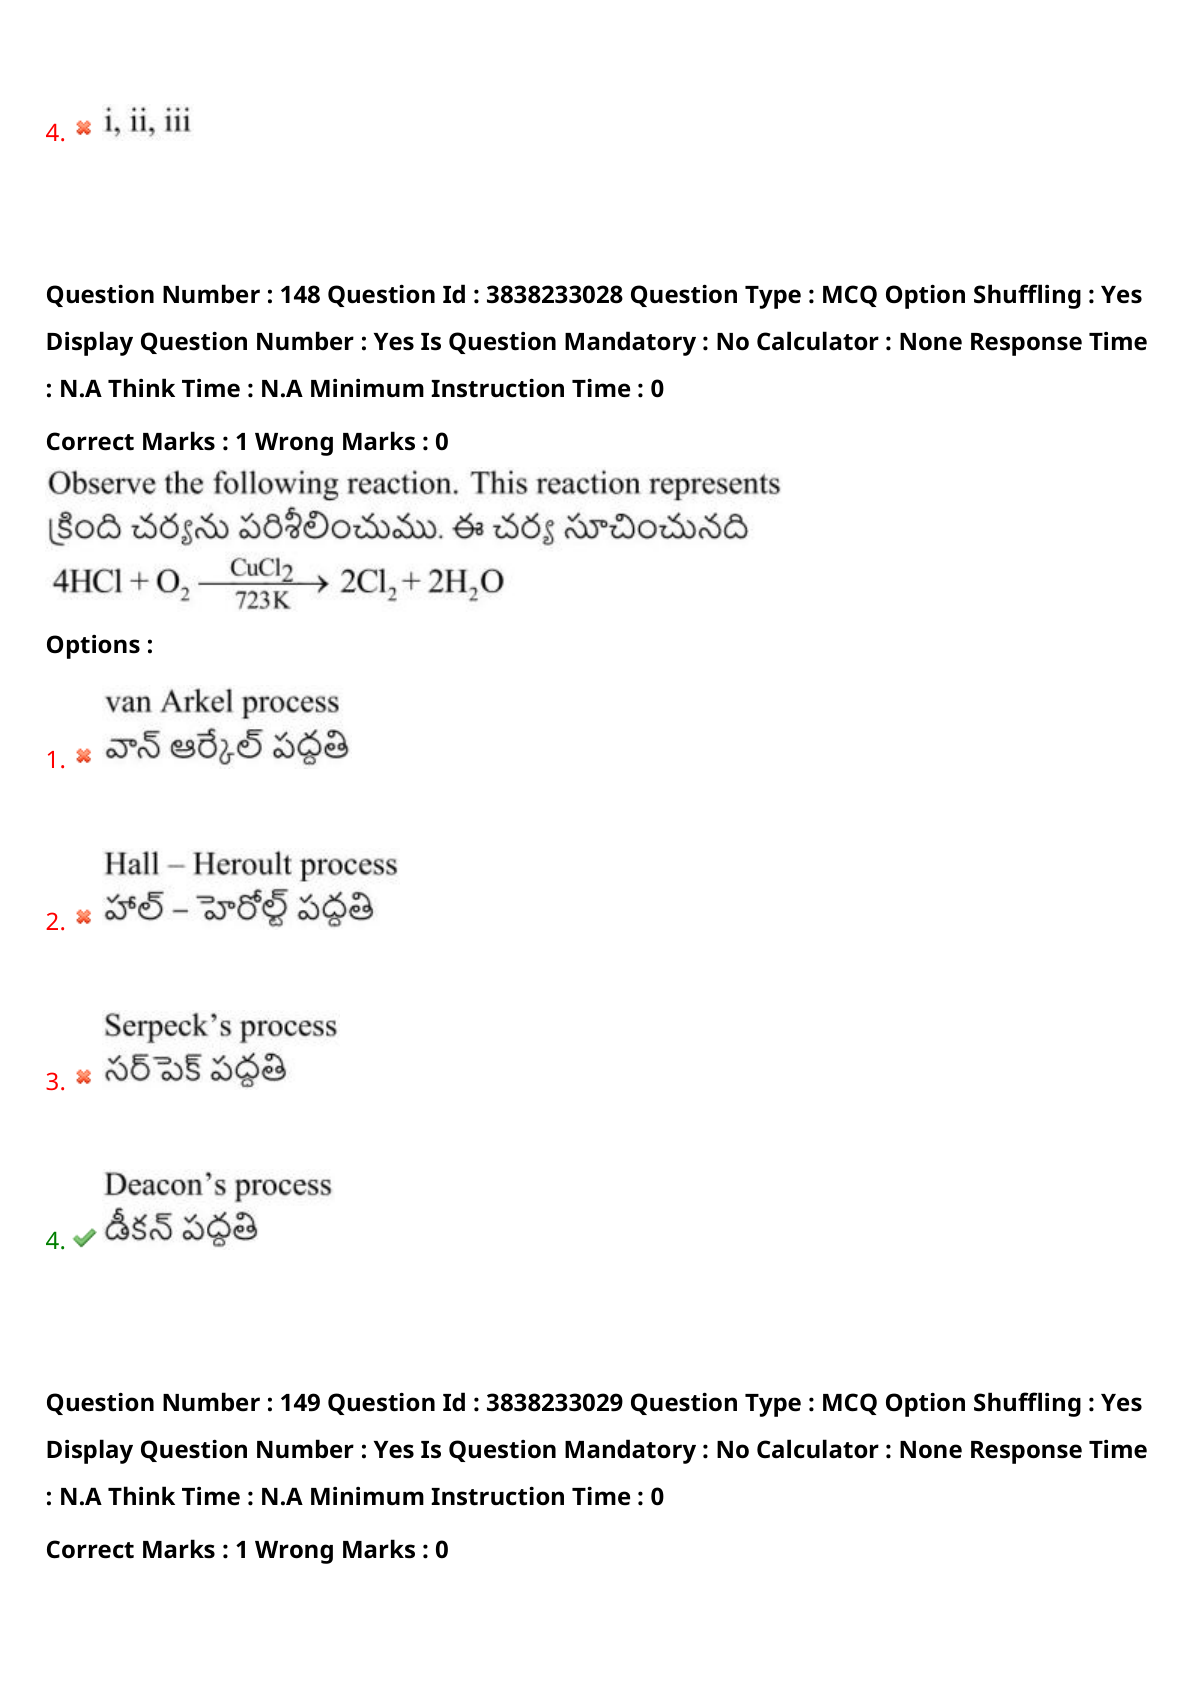 4. i, ii, iii
Question Number : 148 Question Id : 3838233028 Question Type : MCQ Option Shuffling : Yes
Display Question Number : Yes Is Question Mandatory : No Calculator : None Response Time
: N.A Think Time : N.A Minimum Instruction Time : 0
Correct Marks : 1 Wrong Marks : 0
Observe the following reaction. This reaction represents
క్రింది చర్యను పరిశీలించుము. ఈ చర్య సూచించునది
4HCl + O₂ —CuCl₂/723 K→ 2Cl₂ + 2H₂O
Options :
van Arkel process
1. వాన్ ఆర్కేల్ పద్ధతి
Hall – Heroult process
2. హాల్ – హెరోల్ట్ పద్ధతి
Serpeck’s process
3. సర్‌పెక్ పద్ధతి
Deacon’s process
4. డీకన్ పద్ధతి
Question Number : 149 Question Id : 3838233029 Question Type : MCQ Option Shuffling : Yes
Display Question Number : Yes Is Question Mandatory : No Calculator : None Response Time
: N.A Think Time : N.A Minimum Instruction Time : 0
Correct Marks : 1 Wrong Marks : 0